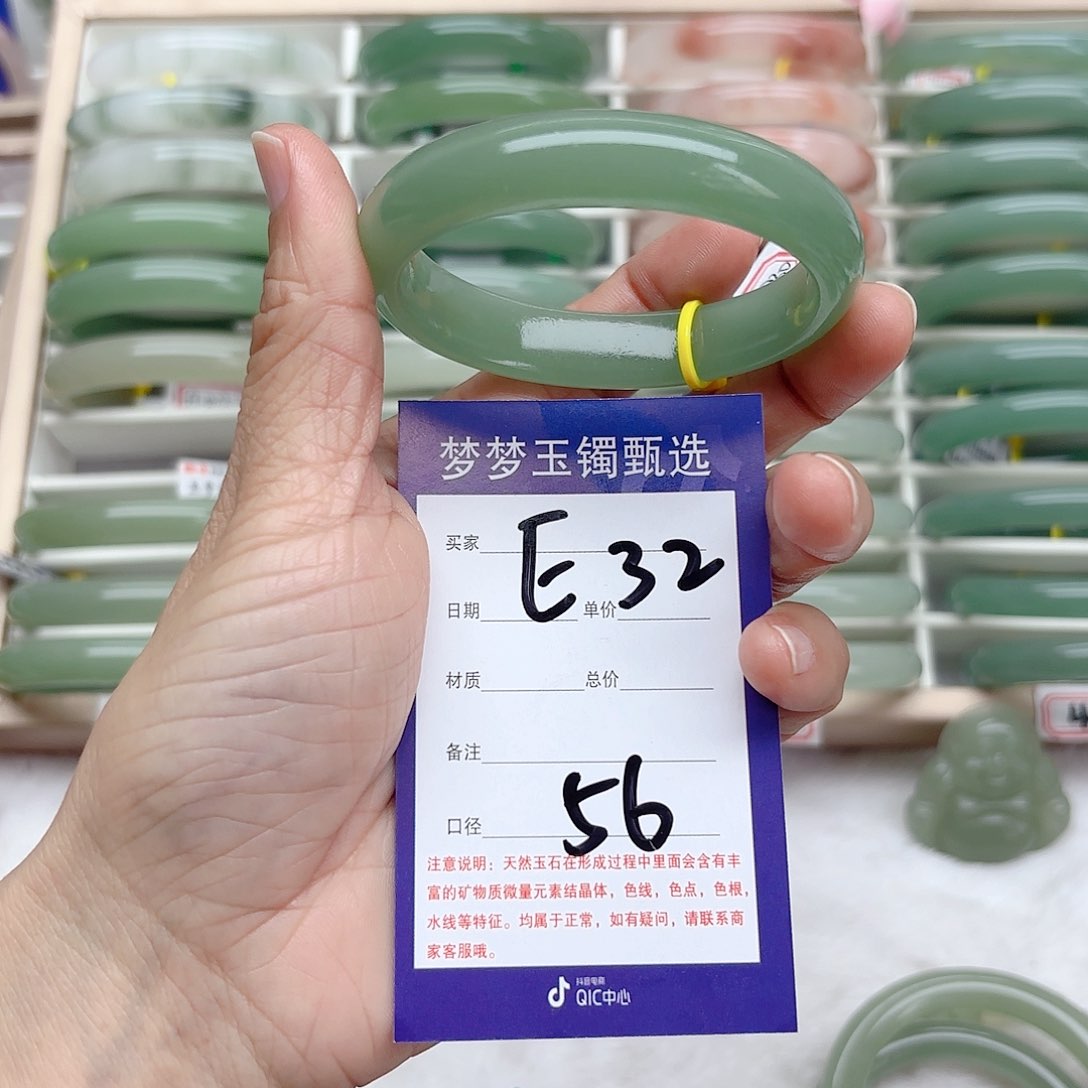 梦梦玉镯甄选
买家 E 32
日期 单价
材质 总价
备注
口径 56
注意说明：天然玉石在形成过程中里面会含有丰
富的矿物质微量元素结晶体，色线，色点，色根，
水线等特征。均属于正常，如有疑问，请联系商
家客服哦。
抖音电商
QIC中心